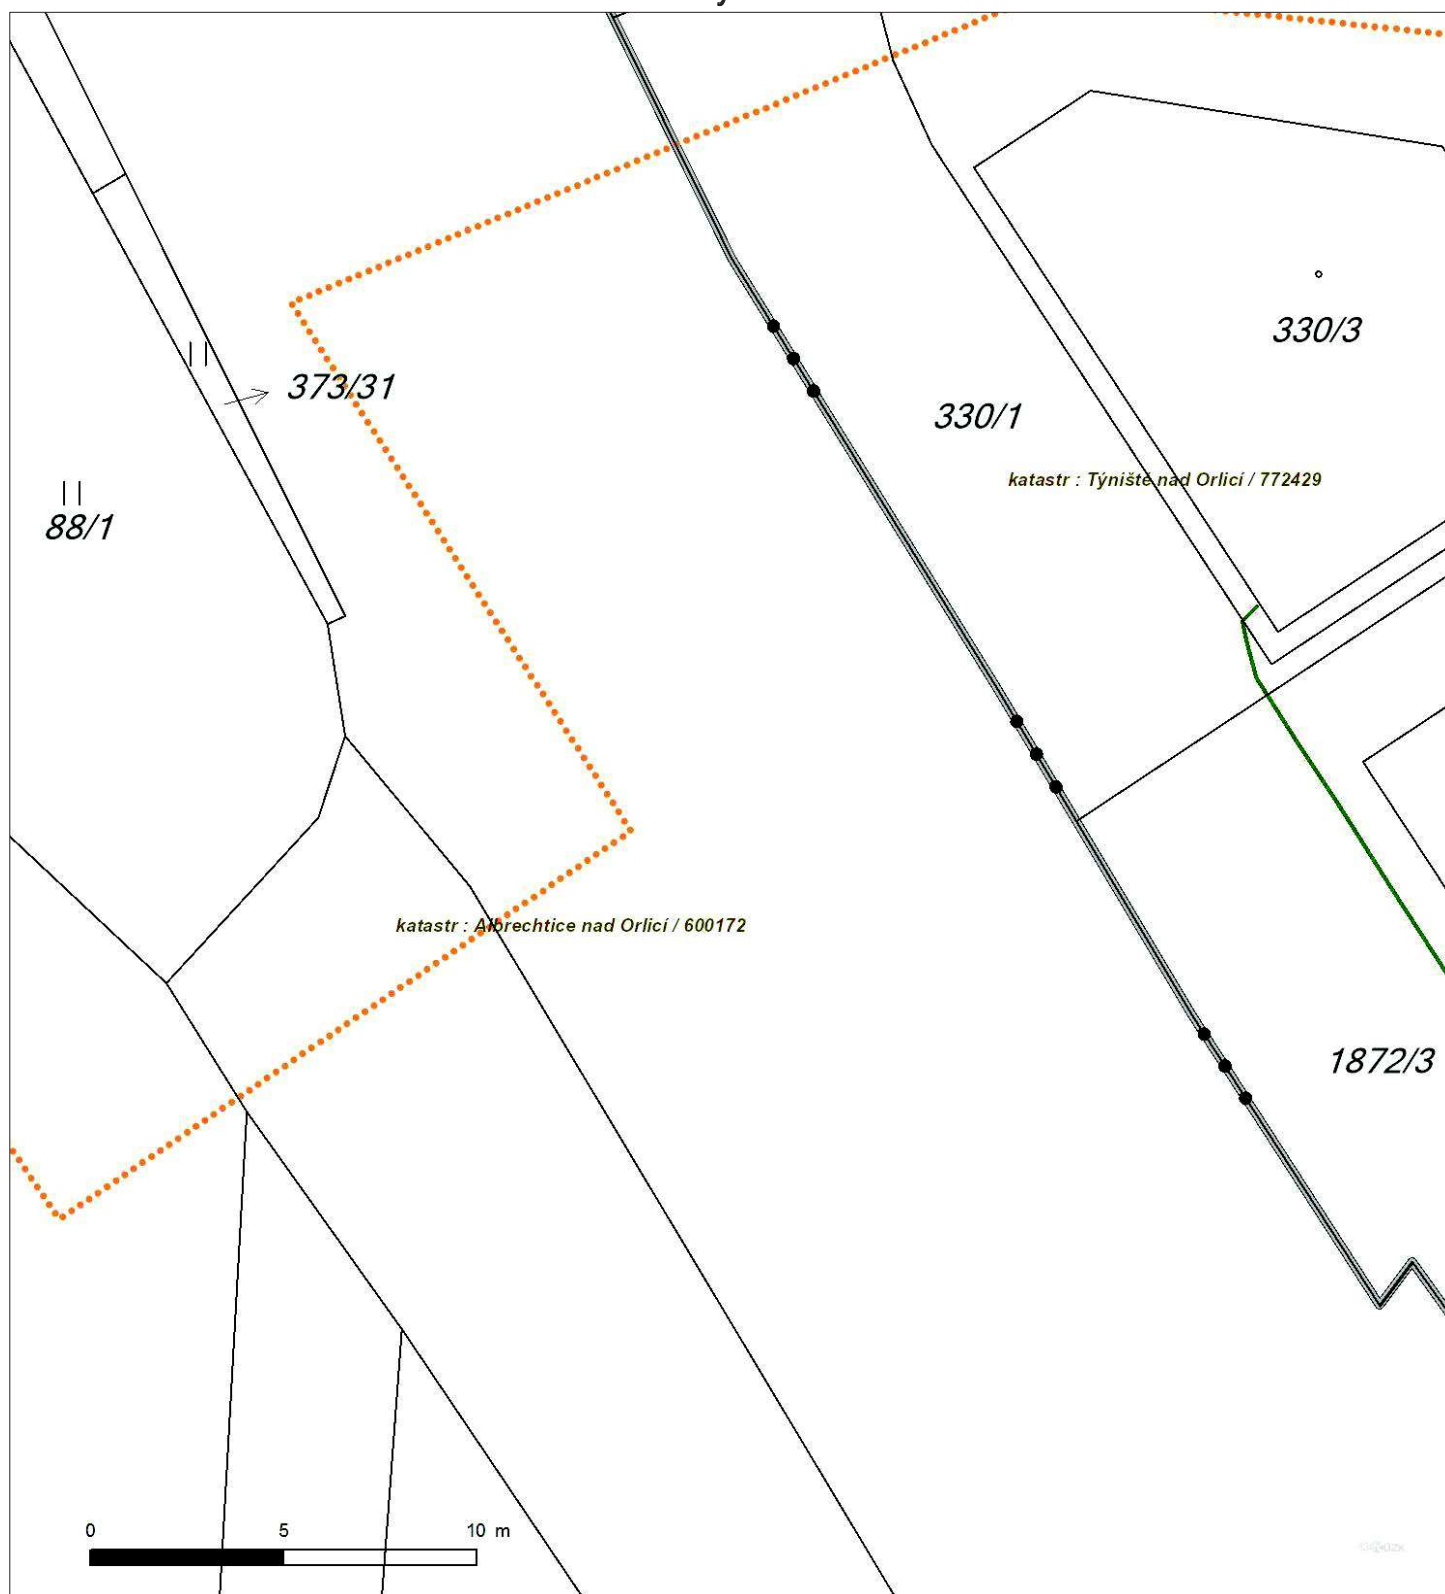 330/3
373/31
330/1
katastr : Týniště nad Orlicí / 772429
88/1
katastr : Albrechtice nad Orlicí / 600172
1872/3
0 5 10 m